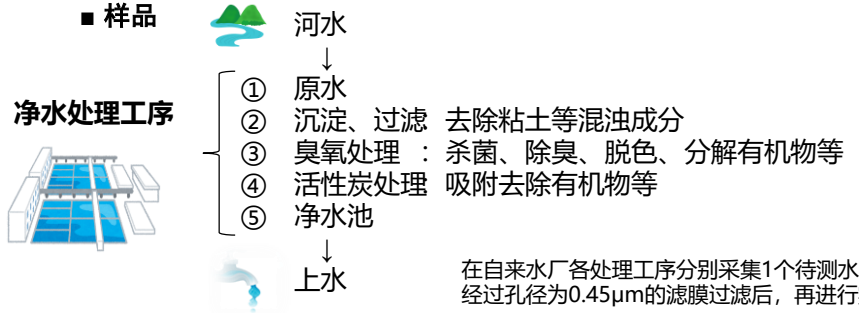 ■ 样品
河水
↓
净水处理工序
① 原水
② 沉淀、过滤: 去除粘土等混浊成分
③ 臭氧处理 : 杀菌、除臭、脱色、分解有机物等
④ 活性炭处理: 吸附去除有机物等
⑤ 净水池
↓
上水
在自来水厂各处理工序分别采集1个待测水
经过孔径为0.45μm的滤膜过滤后，再进行